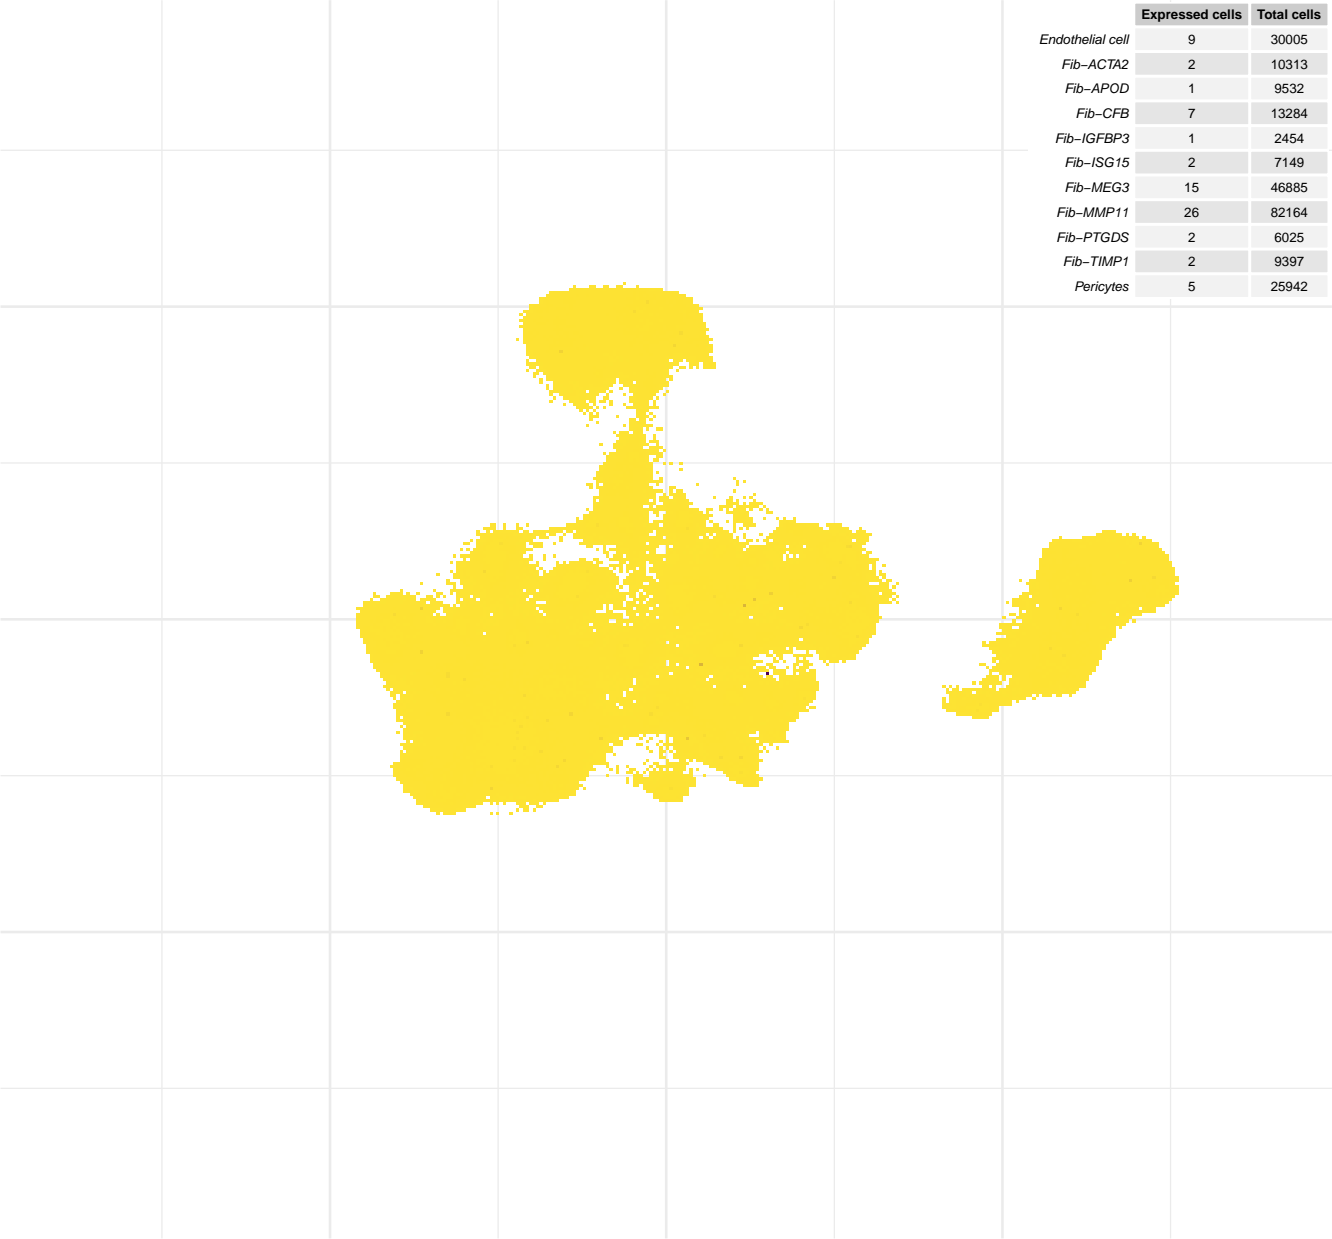 Expressed cells Total cells
Endothelial cell 9 30005
Fib−ACTA2 2 10313
Fib−APOD 1 9532
Fib−CFB 7 13284
Fib−IGFBP3 1 2454
Fib−ISG15 2 7149
Fib−MEG3 15 46885
Fib−MMP11 26 82164
Fib−PTGDS 2 6025
Fib−TIMP1 2 9397
Pericytes 5 25942